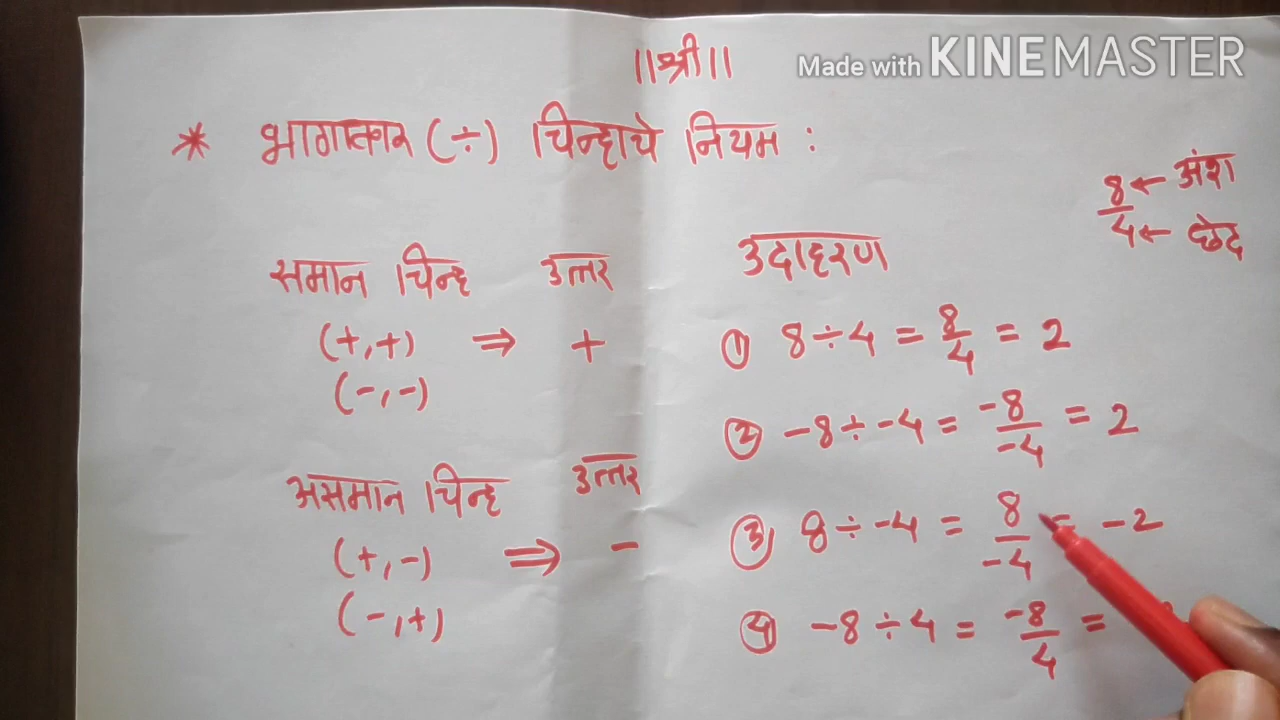 ॥श्री॥
Made with KINEMASTER
* भागाकार (÷) चिन्हाचे नियम :
8 ← अंश
4 ← छेद
समान चिन्ह उत्तर
(+,+) ⇒ +
(-,-)
असमान चिन्ह उत्तर
(+,-) ⇒ -
(-,+)
उदाहरण
① 8÷4 = 8/4 = 2
② -8÷-4 = -8/-4 = 2
③ 8÷-4 = 8/-4 = -2
④ -8÷4 = -8/4 =